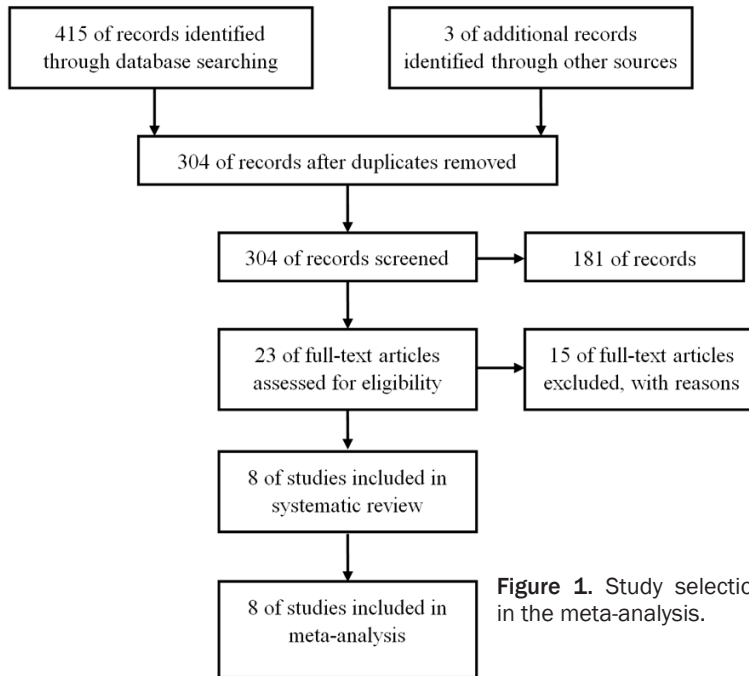 415 of records identified
through database searching
3 of additional records
identified through other sources
304 of records after duplicates removed
304 of records screened
181 of records
23 of full-text articles
assessed for eligibility
15 of full-text articles
excluded, with reasons
8 of studies included in
systematic review
8 of studies included in
meta-analysis
Figure 1. Study selection
in the meta-analysis.